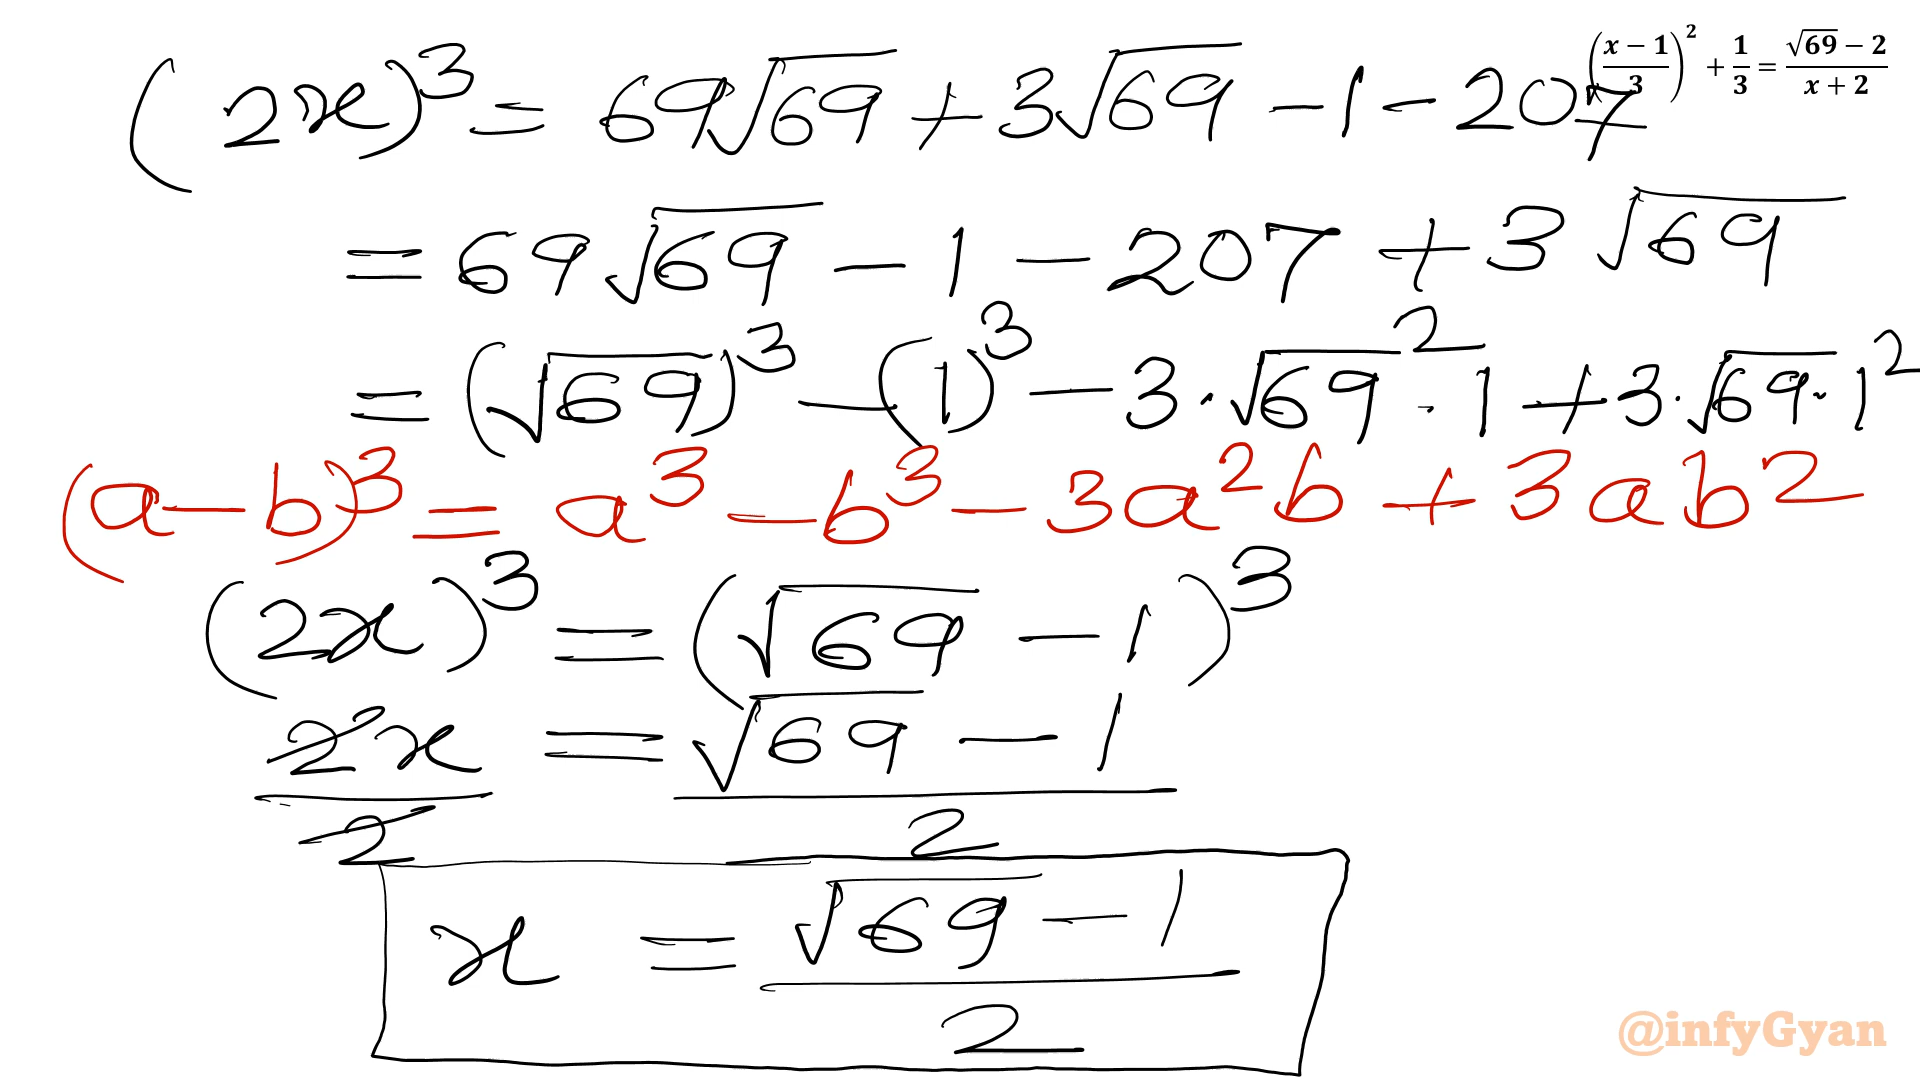 ((x − 1)/3)² + 1/3 = (√69 − 2)/(x + 2)
(2x)³ = 69√69 + 3√69 − 1 − 207
= 69√69 − 1 − 207 + 3√69
= (√69)³ − (1)³ − 3·√69²·1 + 3·√69·1²
(a − b)³ = a³ − b³ − 3a²b + 3ab²
(2x)³ = (√69 − 1)³
2x/2 = (√69 − 1)/2
x = (√69 − 1)/2
@infyGyan